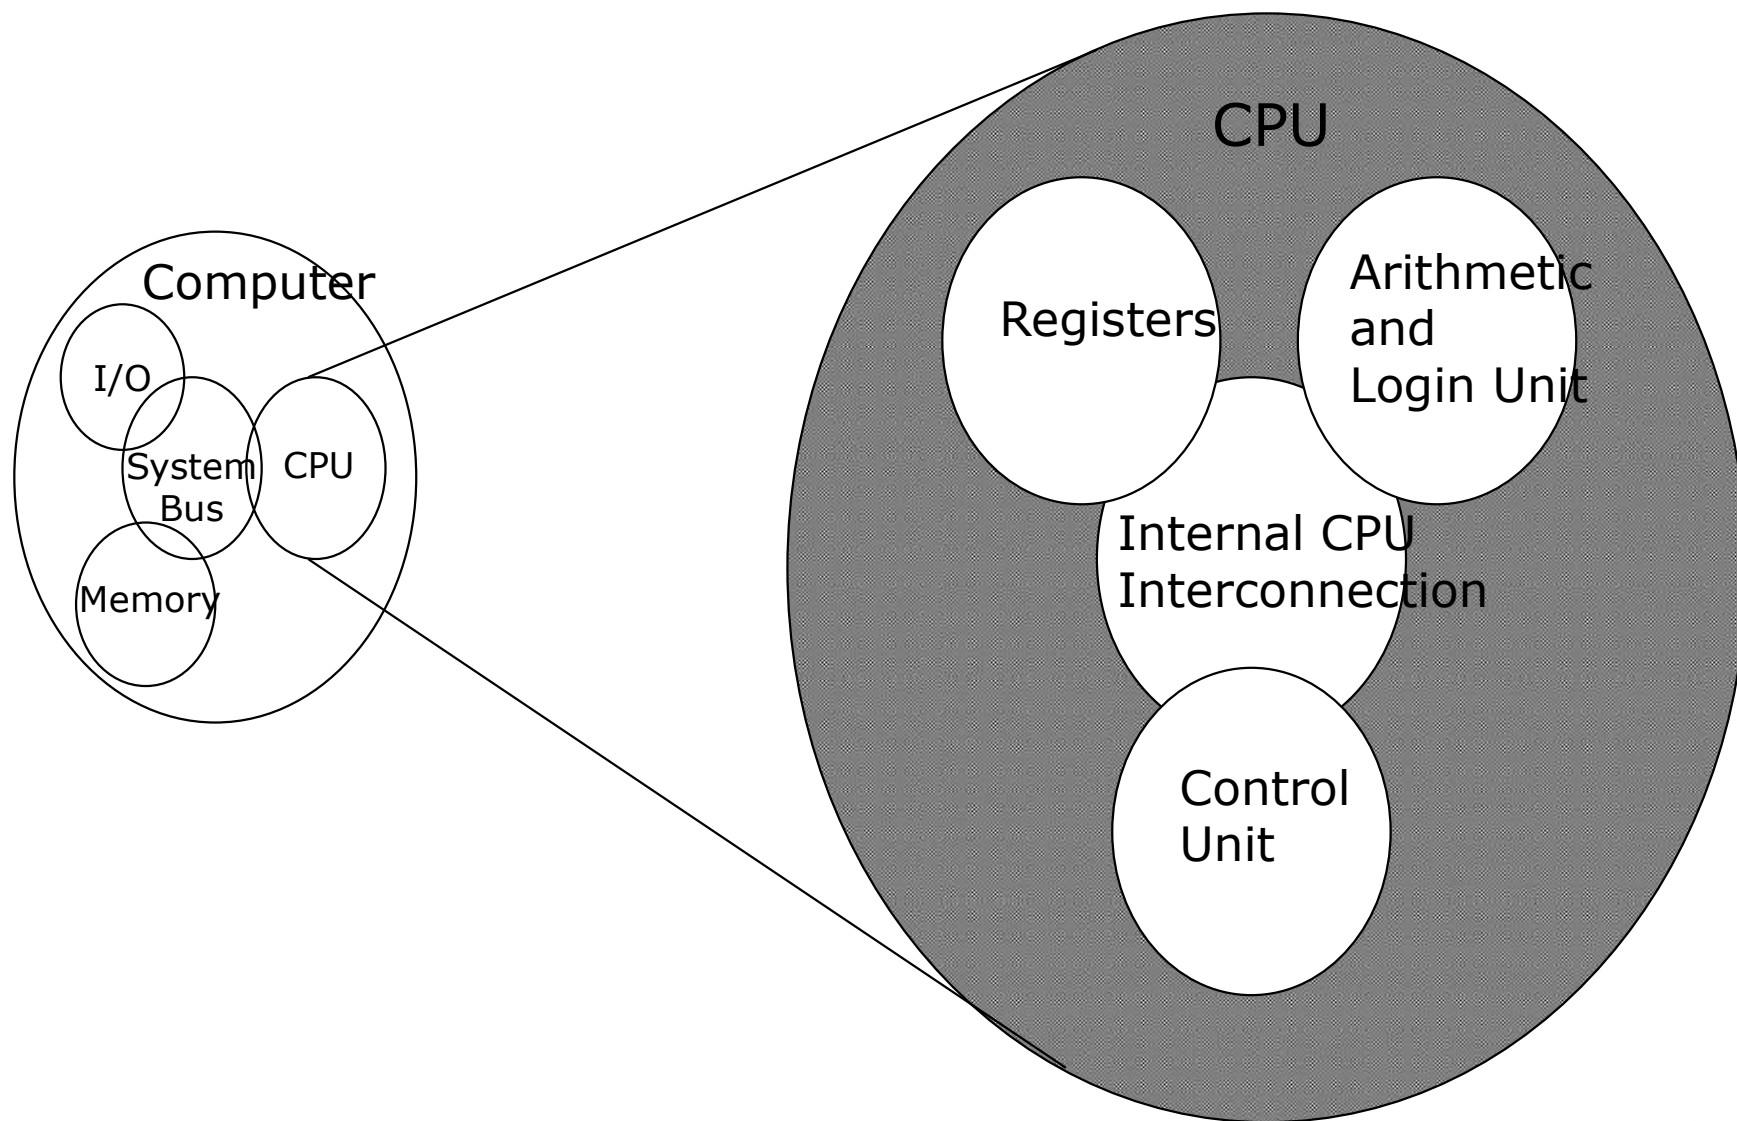 Computer
I/O
System
Bus
CPU
Memory
CPU
Registers
Arithmetic
and
Login Unit
Internal CPU
Interconnection
Control
Unit